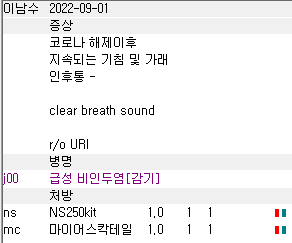 이남수 2022-09-01
증상
코로나 해제이후
지속되는 기침 및 가래
인후통 -
clear breath sound
r/o URI
병명
j00 급성 비인두염[감기]
처방
ns NS250kit 1.0 1 1
mc 마이어스칵테일 1.0 1 1